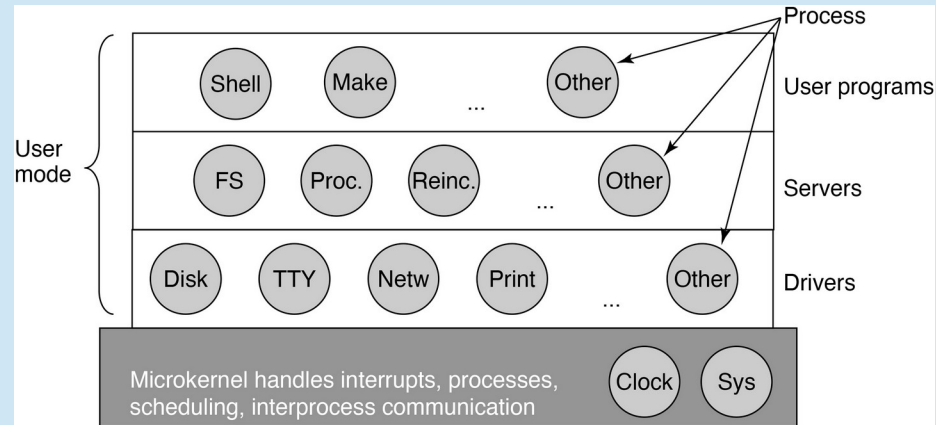 Process
Shell Make ... Other User programs
User
mode
FS Proc. Reinc. ... Other Servers
Disk TTY Netw Print ... Other Drivers
Microkernel handles interrupts, processes,
scheduling, interprocess communication
Clock Sys